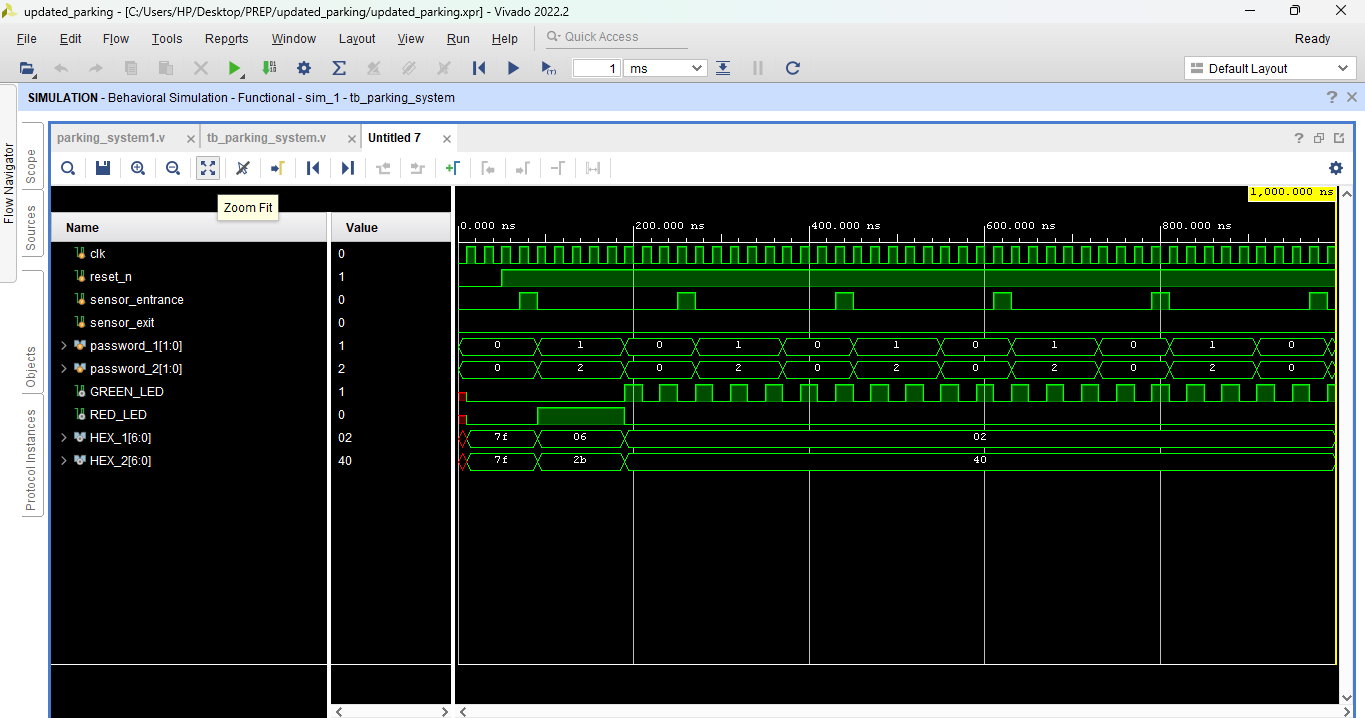 updated_parking - [C:/Users/HP/Desktop/PREP/updated_parking/updated_parking.xpr] - Vivado 2022.2
File Edit Flow Tools Reports Window Layout View Run Help Quick Access Ready
1 ms Default Layout
SIMULATION - Behavioral Simulation - Functional - sim_1 - tb_parking_system
Flow Navigator
Scope
Sources
Objects
Protocol Instances
parking_system1.v tb_parking_system.v Untitled 7
Zoom Fit
1,000.000 ns
Name Value
0.000 ns 200.000 ns 400.000 ns 600.000 ns 800.000 ns
clk 0
reset_n 1
sensor_entrance 0
sensor_exit 0
password_1[1:0] 1 0 1 0 1 0 1 0 1 0 1 0
password_2[1:0] 2 0 2 0 2 0 2 0 2 0 2 0
GREEN_LED 1
RED_LED 0
HEX_1[6:0] 02 7f 06 02
HEX_2[6:0] 40 7f 2b 40